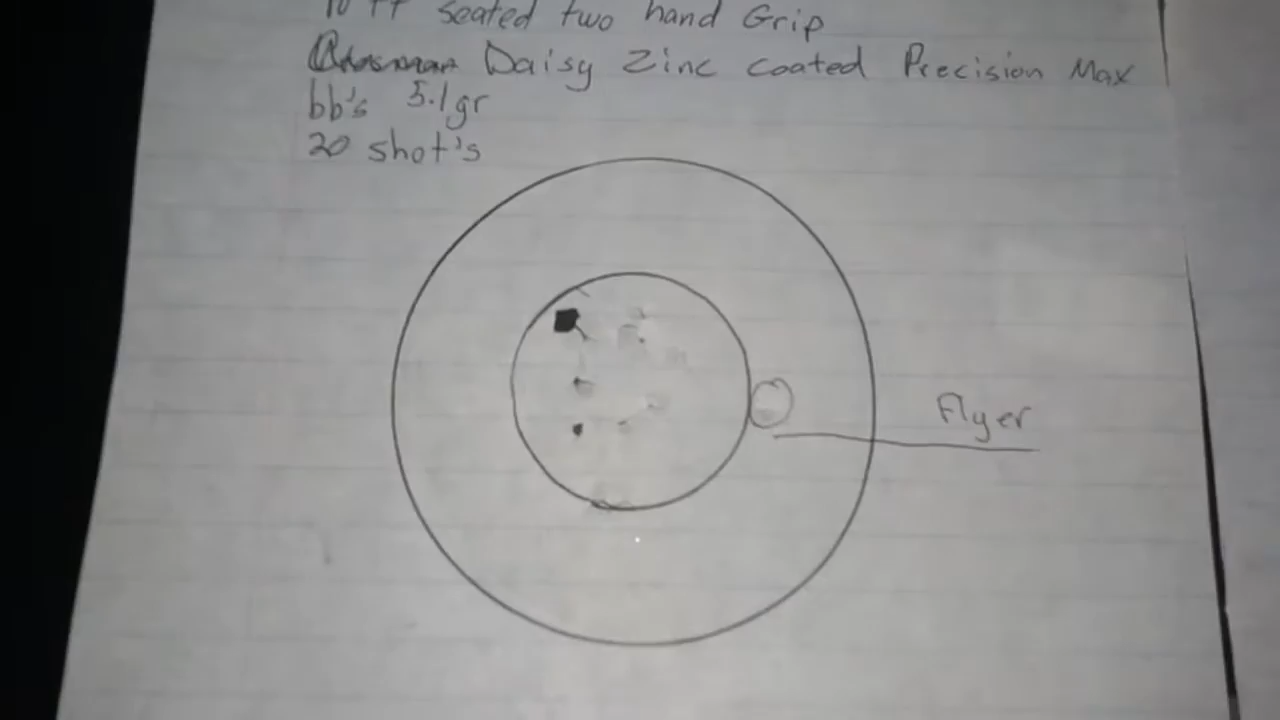 10 ft seated two hand Grip
Daisy Zinc coated Precision Max
bb's 5.1gr
20 shot's
Flyer